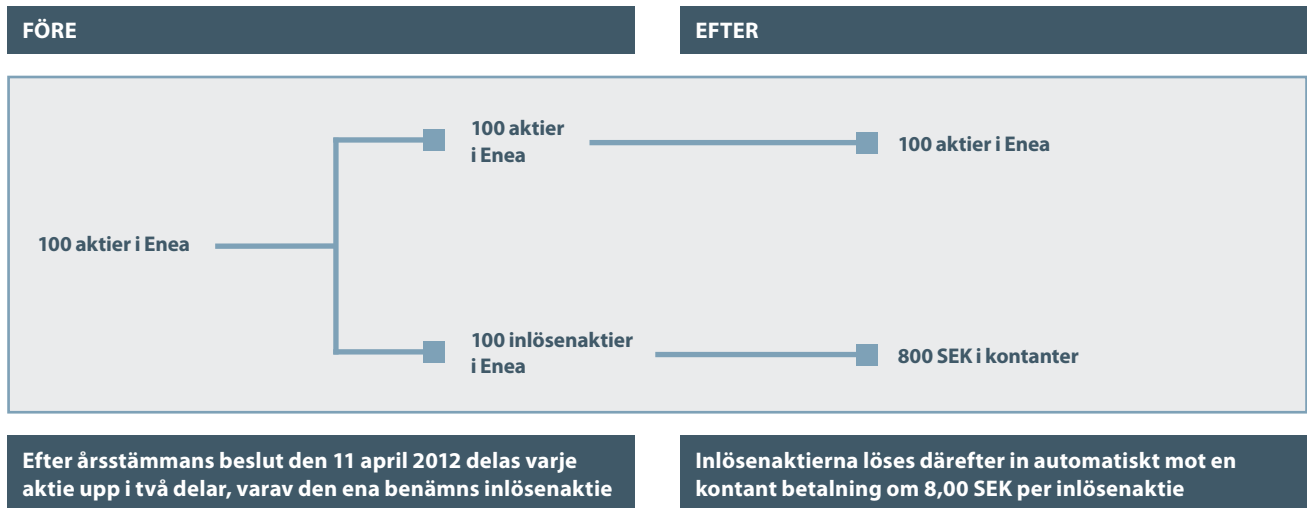 FÖRE
EFTER
100 aktier i Enea
100 aktier
i Enea
100 aktier i Enea
100 inlösenaktier
i Enea
800 SEK i kontanter
Efter årsstämmans beslut den 11 april 2012 delas varje
aktie upp i två delar, varav den ena benämns inlösenaktie
Inlösenaktierna löses därefter in automatiskt mot en
kontant betalning om 8,00 SEK per inlösenaktie